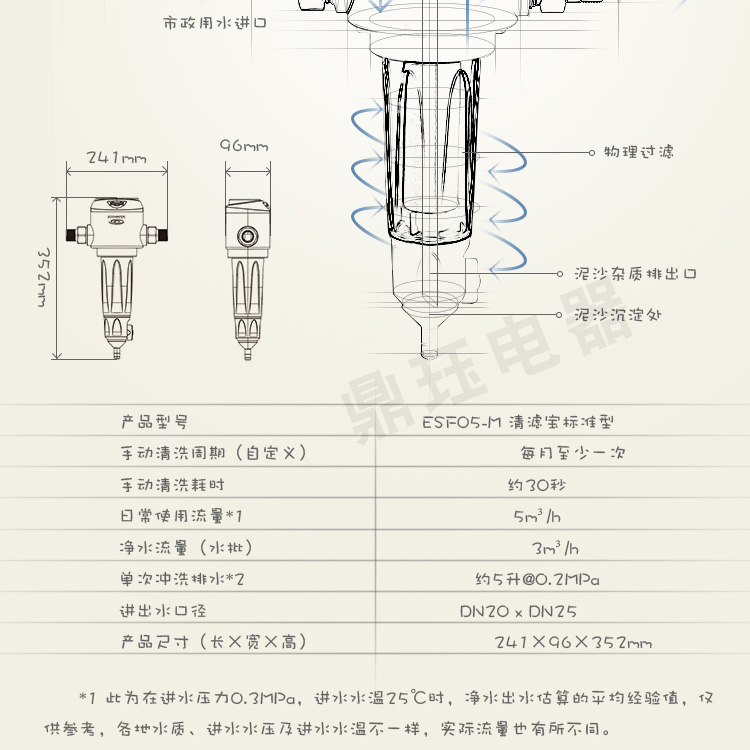 市政用水进口
241mm
96mm
物理过滤
352mm
泥沙杂质排出口
泥沙沉淀处
鼎珏电器
产品型号 ESF05-M 清滤宝标准型
手动清洗周期（自定义） 每月至少一次
手动清洗耗时 约30秒
日常使用流量*1 5m³/h
净水流量（水批） 3m³/h
单次冲洗排水*2 约5升@0.2MPa
进出水口径 DN20 x DN25
产品尺寸（长×宽×高） 241×96×352mm
*1 此为在进水压力0.3MPa，进水水温25℃时，净水出水估算的平均经验值，仅
供参考，各地水质、进水水压及进水水温不一样，实际流量也有所不同。